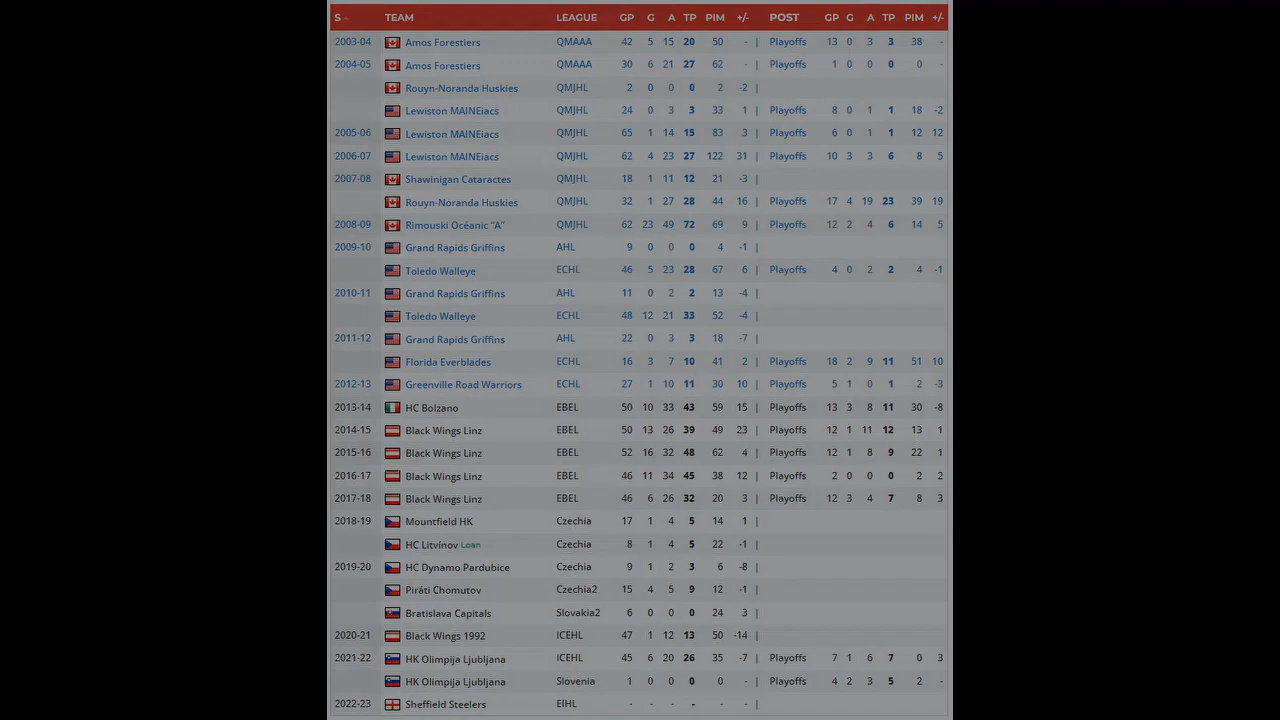 S TEAM LEAGUE GP G A TP PIM +/- POST GP G A TP PIM +/-
2003-04 Amos Forestiers QMAAA 42 5 15 20 50 - | Playoffs 13 0 3 3 38 -
2004-05 Amos Forestiers QMAAA 30 6 21 27 62 - | Playoffs 1 0 0 0 0 -
Rouyn-Noranda Huskies QMJHL 2 0 0 0 2 -2 |
Lewiston MAINEiacs QMJHL 24 0 3 3 33 1 | Playoffs 8 0 1 1 18 -2
2005-06 Lewiston MAINEiacs QMJHL 65 1 14 15 83 3 | Playoffs 6 0 1 1 12 12
2006-07 Lewiston MAINEiacs QMJHL 62 4 23 27 122 31 | Playoffs 10 3 3 6 8 5
2007-08 Shawinigan Cataractes QMJHL 18 1 11 12 21 -3 |
Rouyn-Noranda Huskies QMJHL 32 1 27 28 44 16 | Playoffs 17 4 19 23 39 19
2008-09 Rimouski Océanic "A" QMJHL 62 23 49 72 69 9 | Playoffs 12 2 4 6 14 5
2009-10 Grand Rapids Griffins AHL 9 0 0 0 4 -1 |
Toledo Walleye ECHL 46 5 23 28 67 6 | Playoffs 4 0 2 2 4 -1
2010-11 Grand Rapids Griffins AHL 11 0 2 2 13 -4 |
Toledo Walleye ECHL 48 12 21 33 52 -4 |
2011-12 Grand Rapids Griffins AHL 22 0 3 3 18 -7 |
Florida Everblades ECHL 16 3 7 10 41 2 | Playoffs 18 2 9 11 51 10
2012-13 Greenville Road Warriors ECHL 27 1 10 11 30 10 | Playoffs 5 1 0 1 2 -3
2013-14 HC Bolzano EBEL 50 10 33 43 59 15 | Playoffs 13 3 8 11 30 -8
2014-15 Black Wings Linz EBEL 50 13 26 39 49 23 | Playoffs 12 1 11 12 13 1
2015-16 Black Wings Linz EBEL 52 16 32 48 62 4 | Playoffs 12 1 8 9 22 1
2016-17 Black Wings Linz EBEL 46 11 34 45 38 12 | Playoffs 2 0 0 0 2 2
2017-18 Black Wings Linz EBEL 46 6 26 32 20 3 | Playoffs 12 3 4 7 8 3
2018-19 Mountfield HK Czechia 17 1 4 5 14 1 |
HC Litvínov Loan Czechia 8 1 4 5 22 -1 |
2019-20 HC Dynamo Pardubice Czechia 9 1 2 3 6 -8 |
Piráti Chomutov Czechia2 15 4 5 9 12 -1 |
Bratislava Capitals Slovakia2 6 0 0 0 24 3 |
2020-21 Black Wings 1992 ICEHL 47 1 12 13 50 -14 |
2021-22 HK Olimpija Ljubljana ICEHL 45 6 20 26 35 -7 | Playoffs 7 1 6 7 0 3
HK Olimpija Ljubljana Slovenia 1 0 0 0 0 - | Playoffs 4 2 3 5 2 -
2022-23 Sheffield Steelers EIHL - - - - - - |